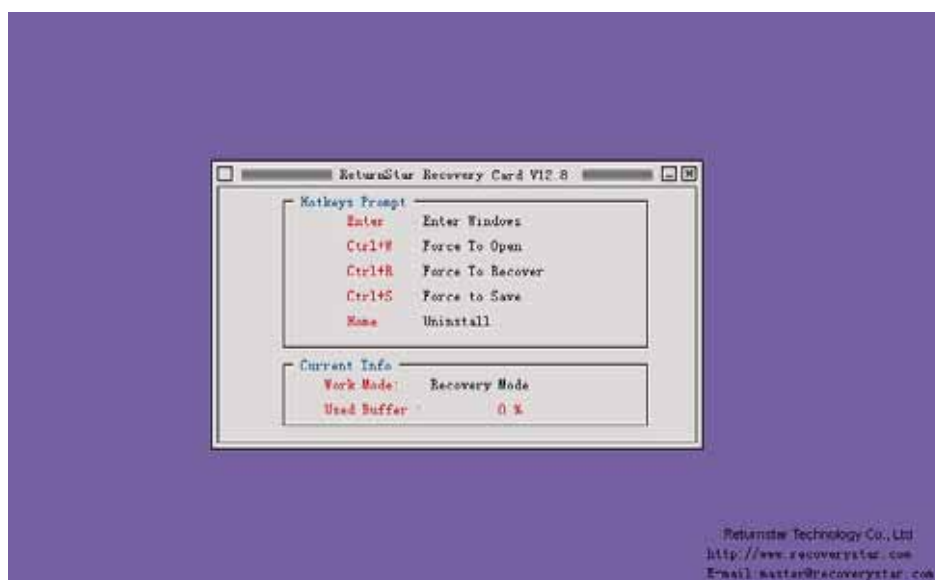 ReturnStar Recovery Card V12.8
Hotkeys Prompt
Enter Enter Windows
Ctrl+W Force To Open
Ctrl+R Force To Recover
Ctrl+S Force to Save
Home Uninstall
Current Info
Work Mode: Recovery Mode
Used Buffer : 0 %
Returnstar Technology Co., Ltd
http://www.recoverystar.com
E-mail:master@recoverystar.com